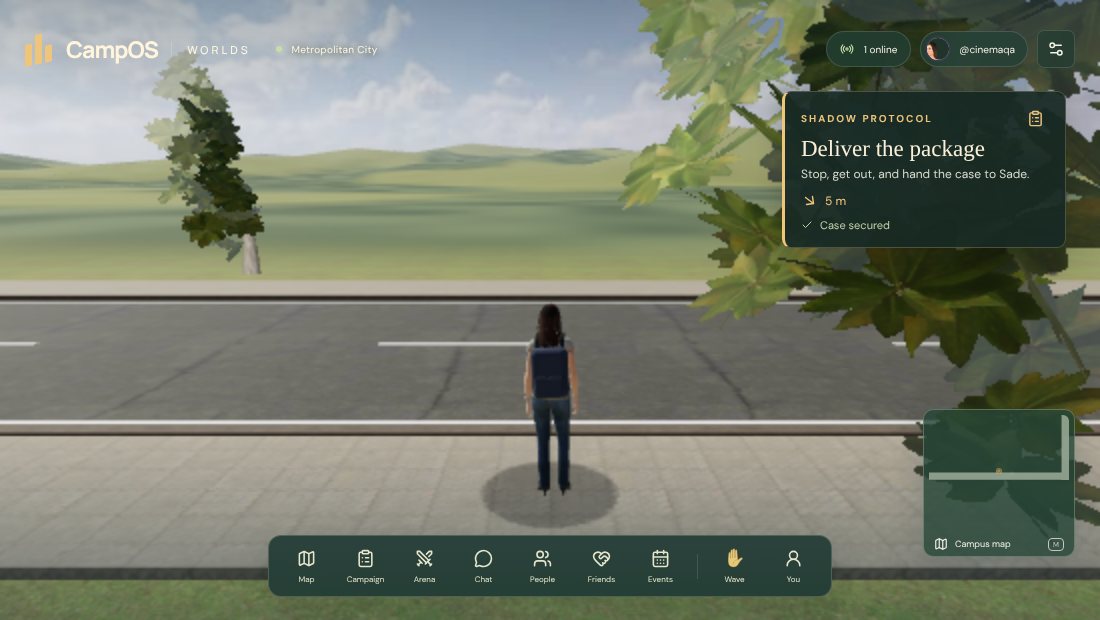 CampOS
WORLDS
Metropolitan City
1 online
@cinemaqa
SHADOW PROTOCOL
Deliver the package
Stop, get out, and hand the case to Sade.
5 m
Case secured
Campus map
M
Map
Campaign
Arena
Chat
People
Friends
Events
Wave
You